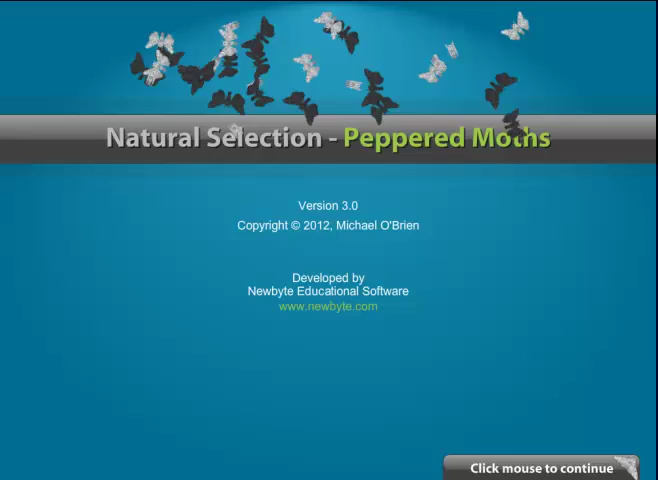 Natural Selection - Peppered Moths
Version 3.0
Copyright © 2012, Michael O'Brien
Developed by
Newbyte Educational Software
www.newbyte.com
Click mouse to continue